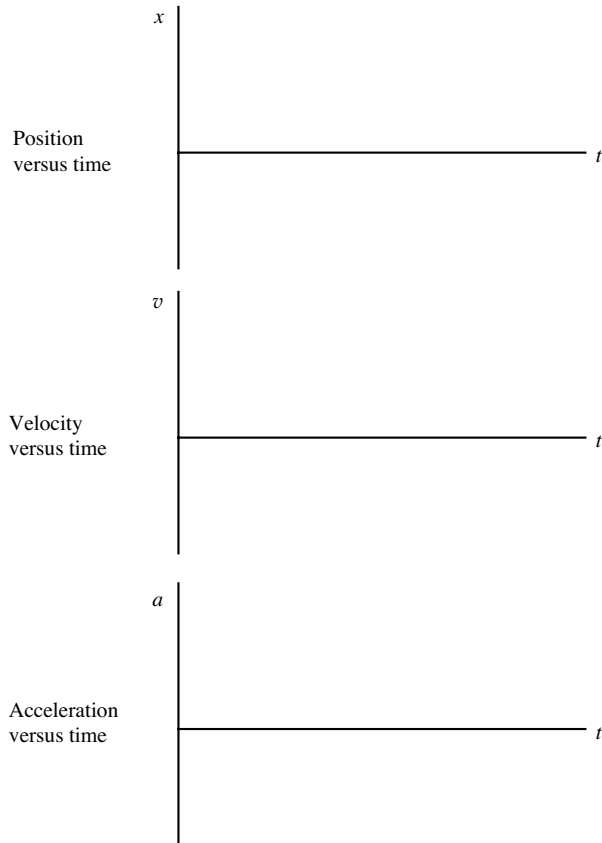 x
Position
versus time
t
v
Velocity
versus time
t
a
Acceleration
versus time
t